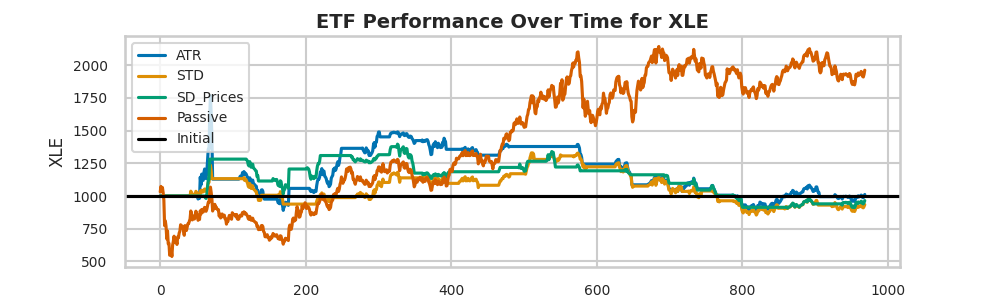 ETF Performance Over Time for XLE
XLE
2000
1750
1500
1250
1000
750
500
ATR
STD
SD_Prices
Passive
Initial
0 200 400 600 800 1000